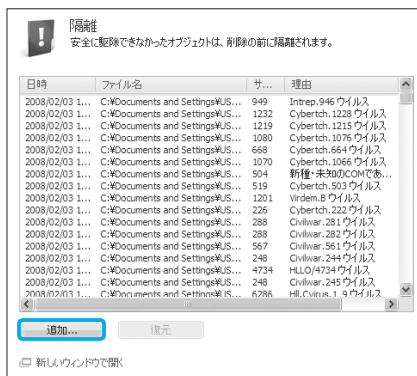 隔離
安全に駆除できなかったオブジェクトは、削除の前に隔離されます。
日時 ファイル名 サ... 理由
2008/02/03 1... C:¥Documents and Settings¥US... 949 Intrep.946 ウイルス
2008/02/03 1... C:¥Documents and Settings¥US... 1232 Cybertch.1228 ウイルス
2008/02/03 1... C:¥Documents and Settings¥US... 1219 Cybertch.1215 ウイルス
2008/02/03 1... C:¥Documents and Settings¥US... 1080 Cybertch.1076 ウイルス
2008/02/03 1... C:¥Documents and Settings¥US... 668 Cybertch.664 ウイルス
2008/02/03 1... C:¥Documents and Settings¥US... 1070 Cybertch.1066 ウイルス
2008/02/03 1... C:¥Documents and Settings¥US... 504 新種・未知のCOMであ...
2008/02/03 1... C:¥Documents and Settings¥US... 519 Cybertch.503 ウイルス
2008/02/03 1... C:¥Documents and Settings¥US... 1201 Virdem.B ウイルス
2008/02/03 1... C:¥Documents and Settings¥US... 226 Cybertch.222 ウイルス
2008/02/03 1... C:¥Documents and Settings¥US... 288 Civilwar.281 ウイルス
2008/02/03 1... C:¥Documents and Settings¥US... 288 Civilwar.282 ウイルス
2008/02/03 1... C:¥Documents and Settings¥US... 567 Civilwar.561 ウイルス
2008/02/03 1... C:¥Documents and Settings¥US... 248 Civilwar.244 ウイルス
2008/02/03 1... C:¥Documents and Settings¥US... 4734 HLLO/4734 ウイルス
2008/02/03 1... C:¥Documents and Settings¥US... 248 Civilwar.245 ウイルス
2008/02/03 1... C:¥Documents and Settings¥US... 6286 ウイルス
追加... 復元
新しいウィンドウで開く